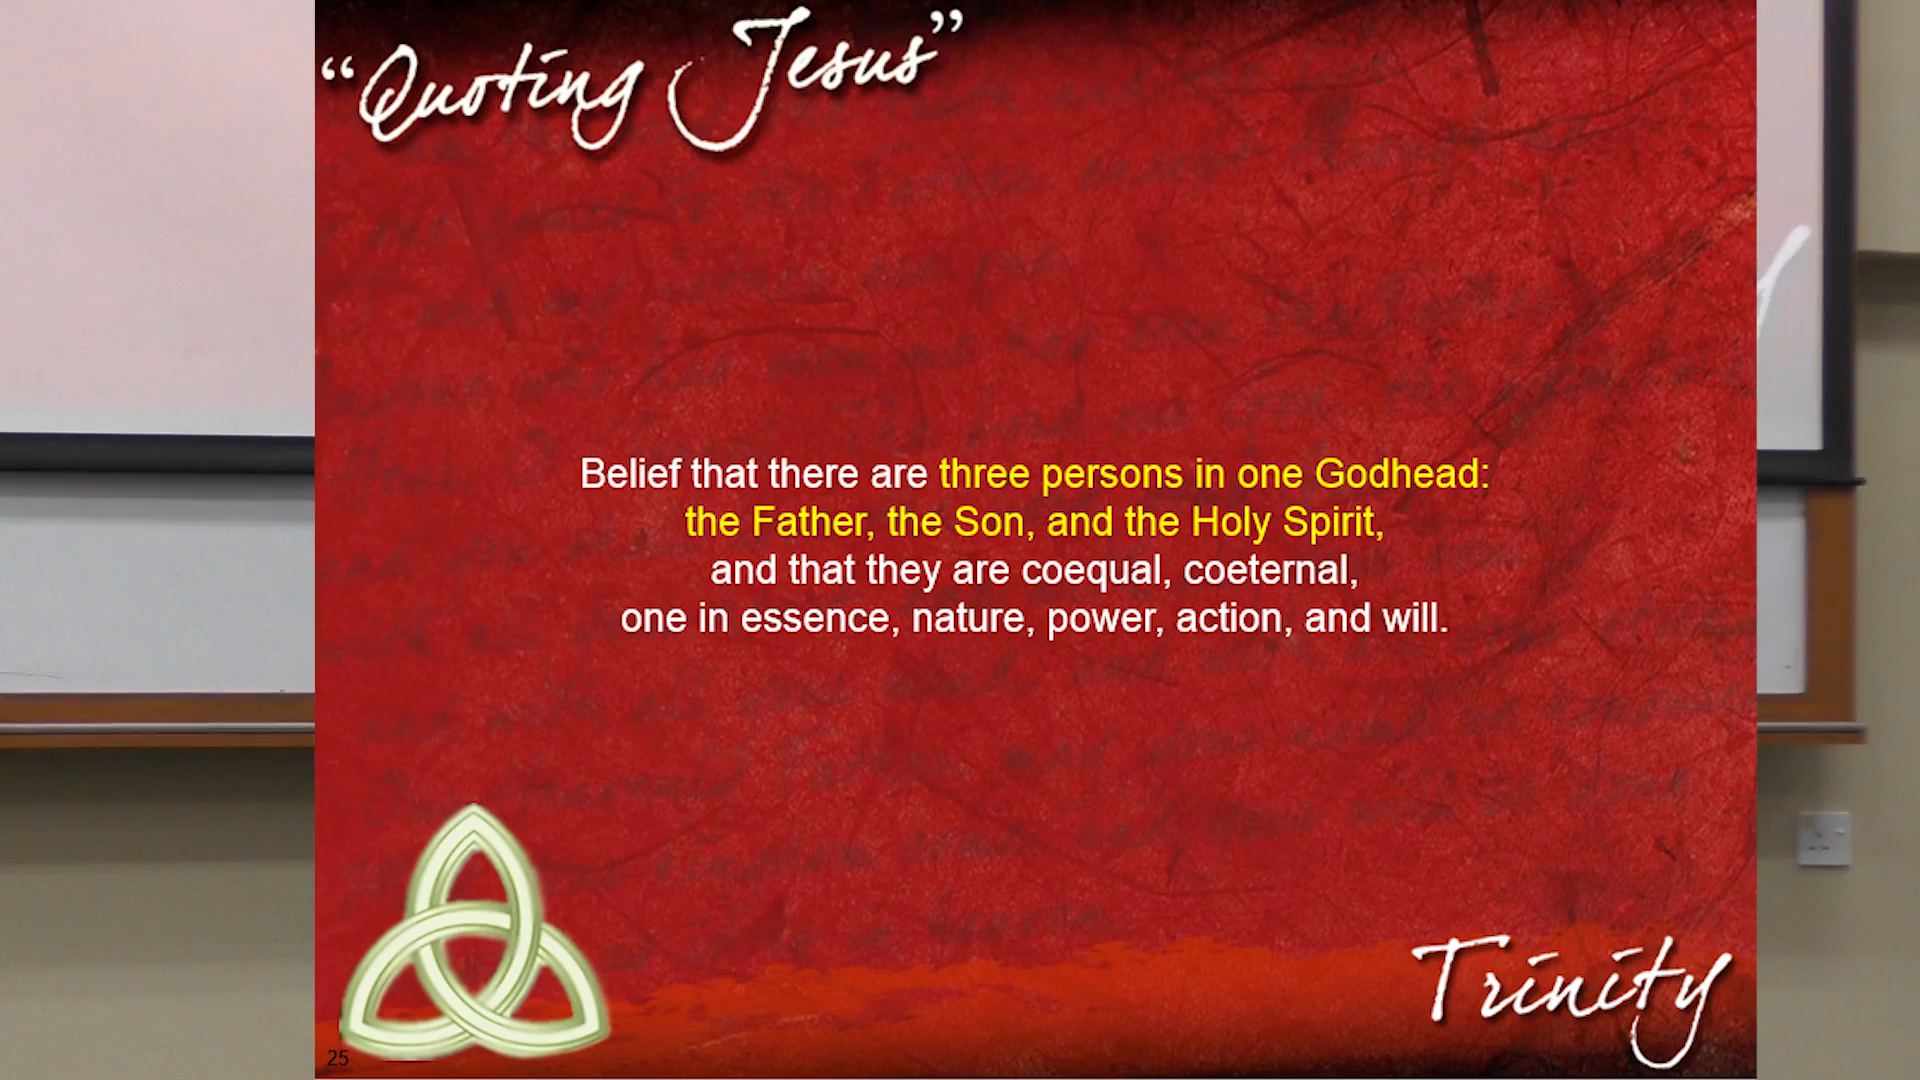 “Quoting Jesus”
Belief that there are three persons in one Godhead:
the Father, the Son, and the Holy Spirit,
and that they are coequal, coeternal,
one in essence, nature, power, action, and will.
Trinity
25